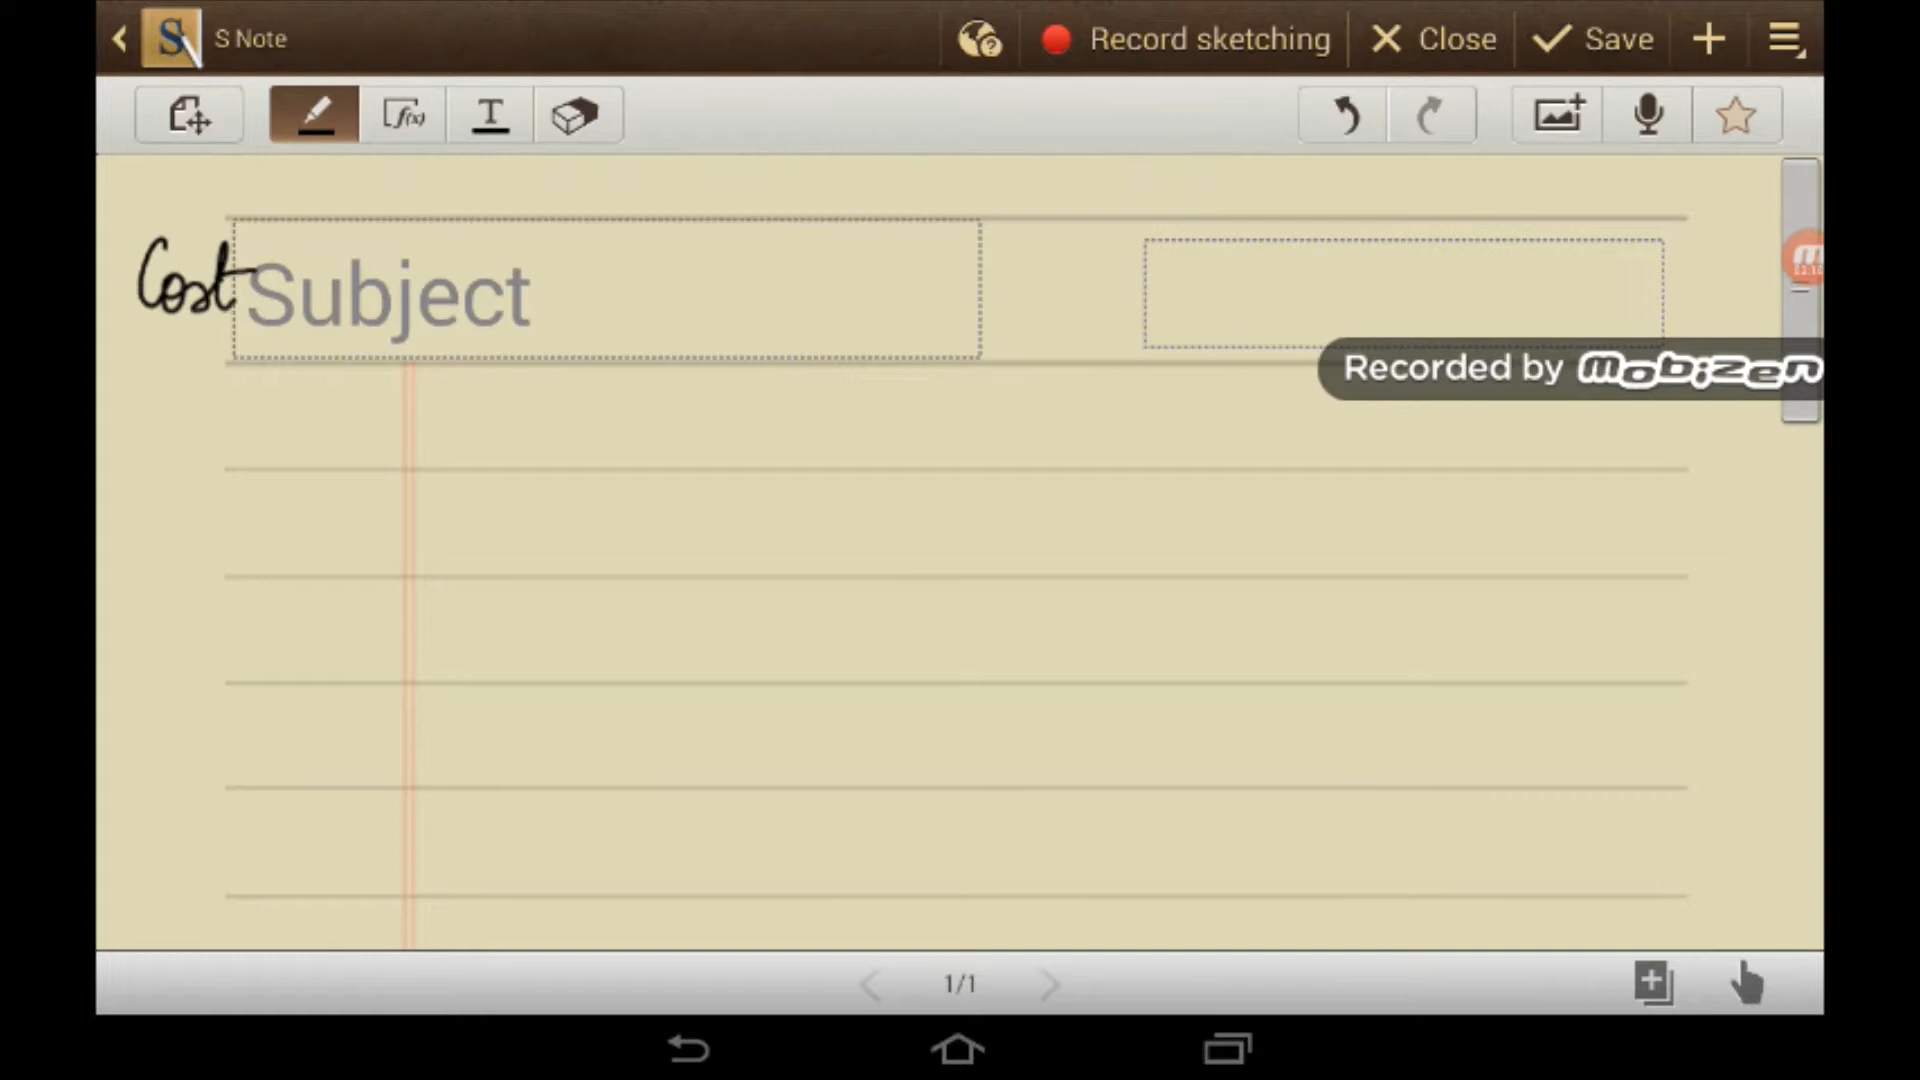 S Note
Record sketching
Close
Save
f(x)
T
Cost
Subject
Recorded by mobizen
1/1